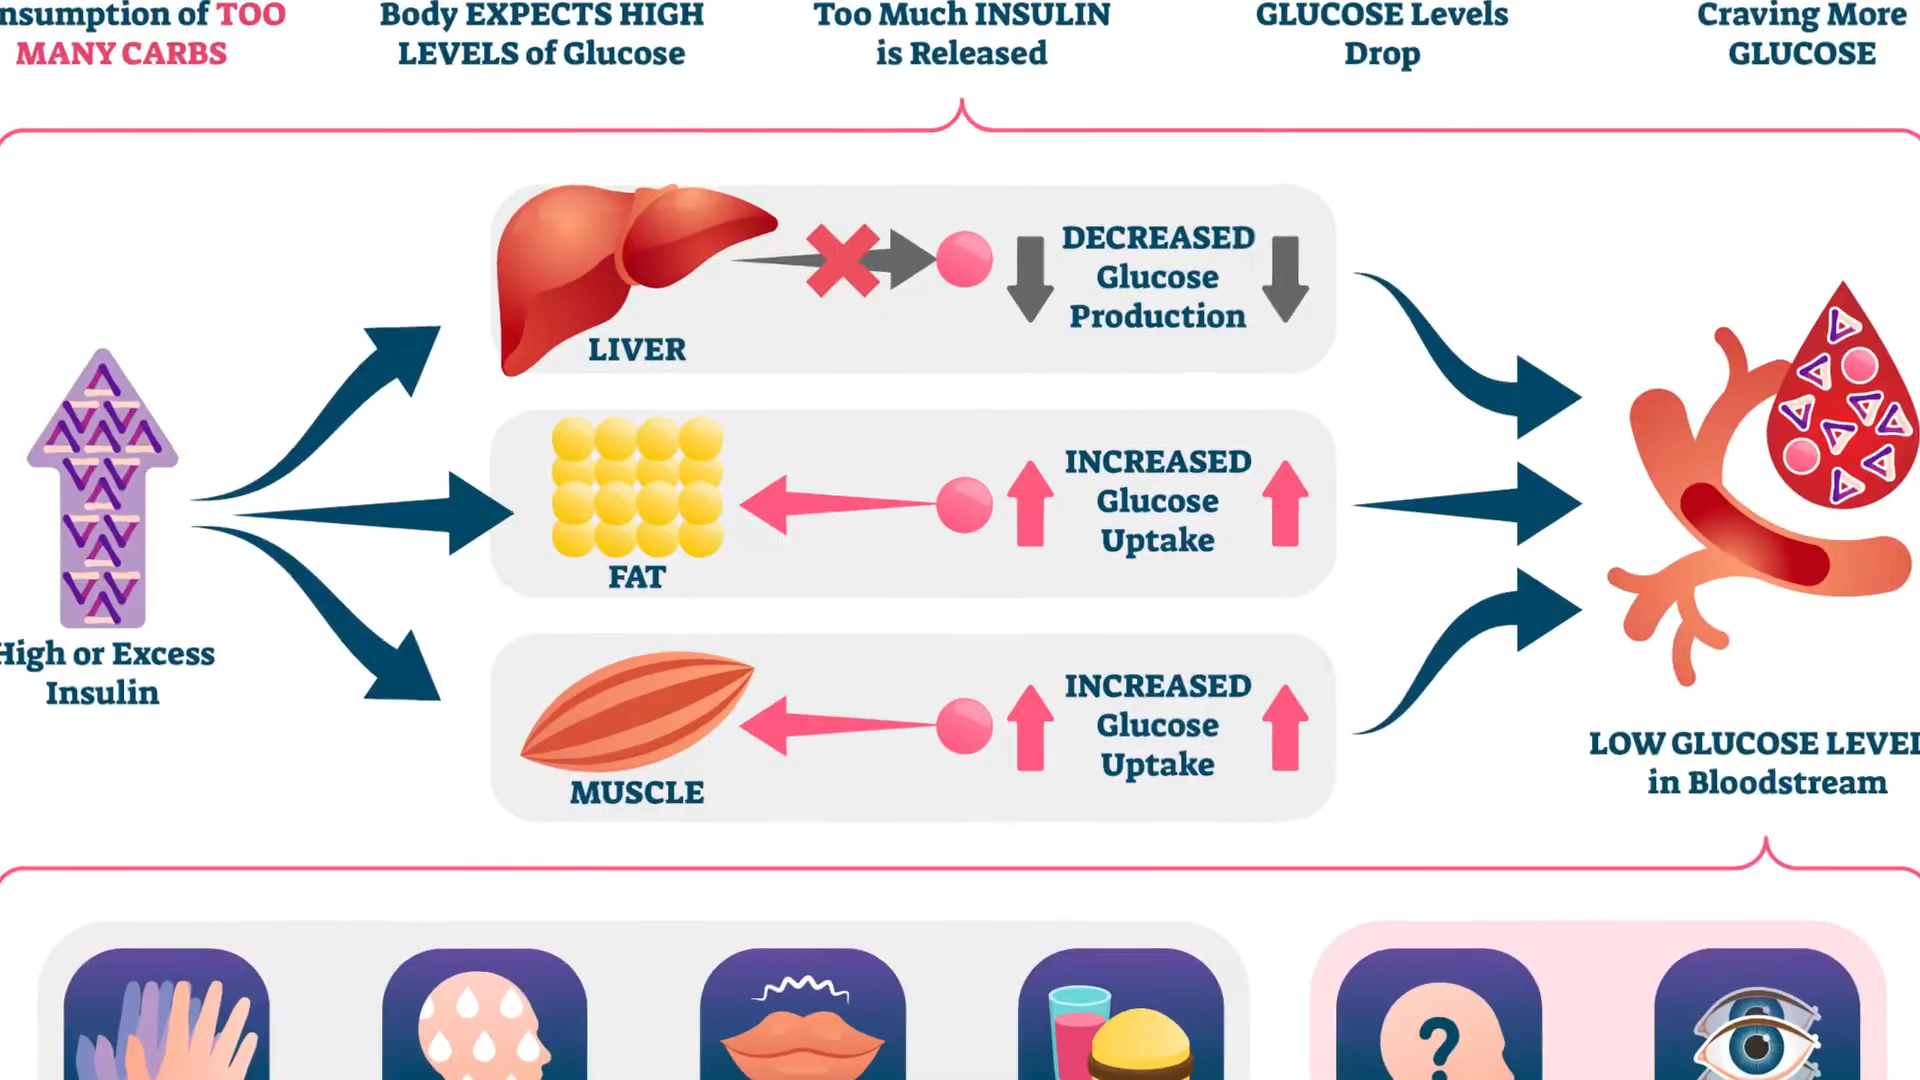 nsumption of TOO
MANY CARBS
Body EXPECTS HIGH
LEVELS of Glucose
Too Much INSULIN
is Released
GLUCOSE Levels
Drop
Craving More
GLUCOSE
LIVER
DECREASED
Glucose
Production
FAT
INCREASED
Glucose
Uptake
MUSCLE
INCREASED
Glucose
Uptake
High or Excess
Insulin
LOW GLUCOSE LEVEL
in Bloodstream
?